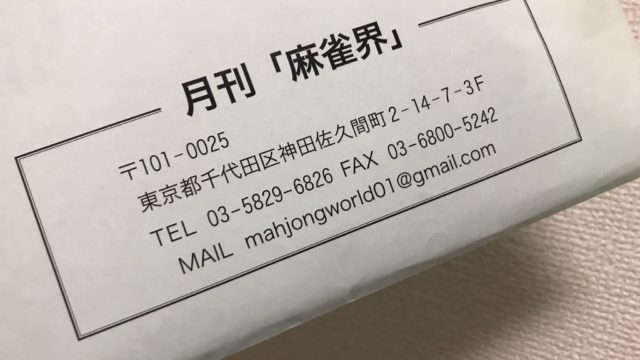 月刊「麻雀界」
〒101-0025
東京都千代田区神田佐久間町2-14-7-3F
TEL 03-5829-6826 FAX 03-6800-5242
MAIL mahjongworld01@gmail.com